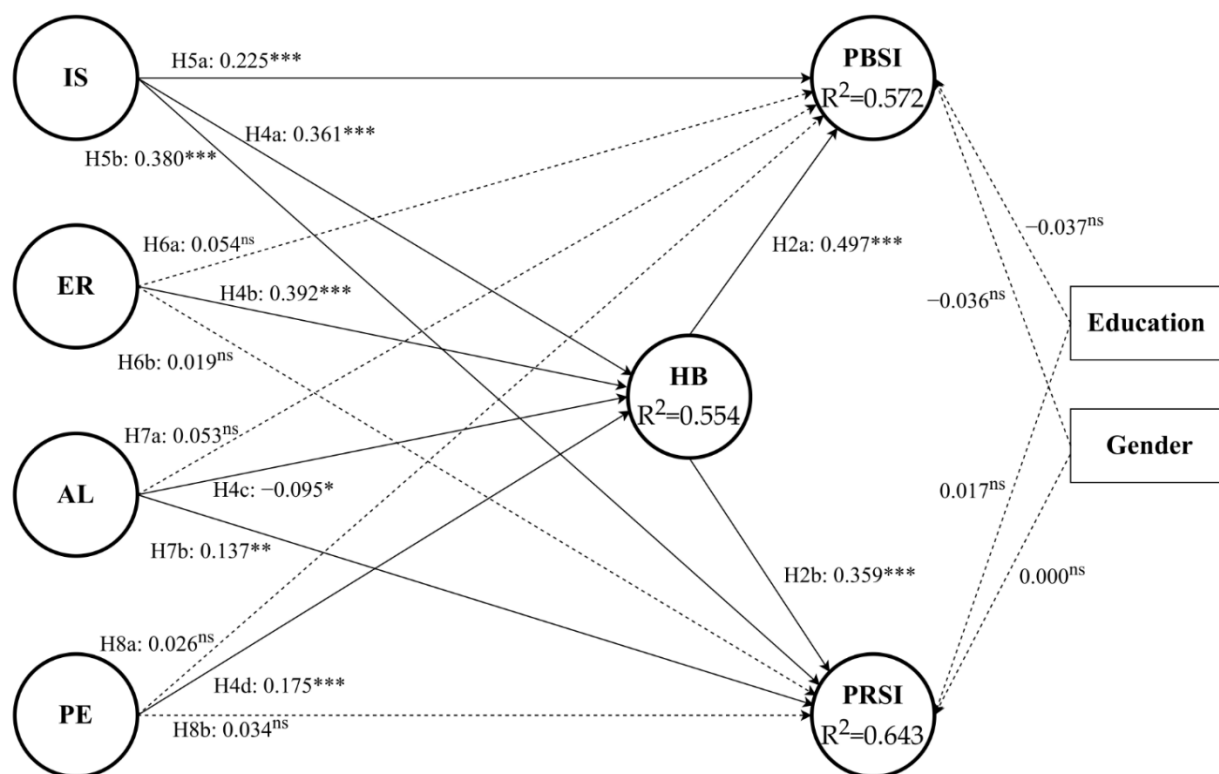 IS
H5a: 0.225***
PBSI
R²=0.572
H4a: 0.361***
H5b: 0.380***
ER
H6a: 0.054ns
H4b: 0.392***
H6b: 0.019ns
H2a: 0.497***
−0.037ns
−0.036ns
Education
HB
R²=0.554
Gender
AL
H7a: 0.053ns
H4c: −0.095*
H7b: 0.137**
H2b: 0.359***
0.017ns
0.000ns
PE
H8a: 0.026ns
H4d: 0.175***
H8b: 0.034ns
PRSI
R²=0.643